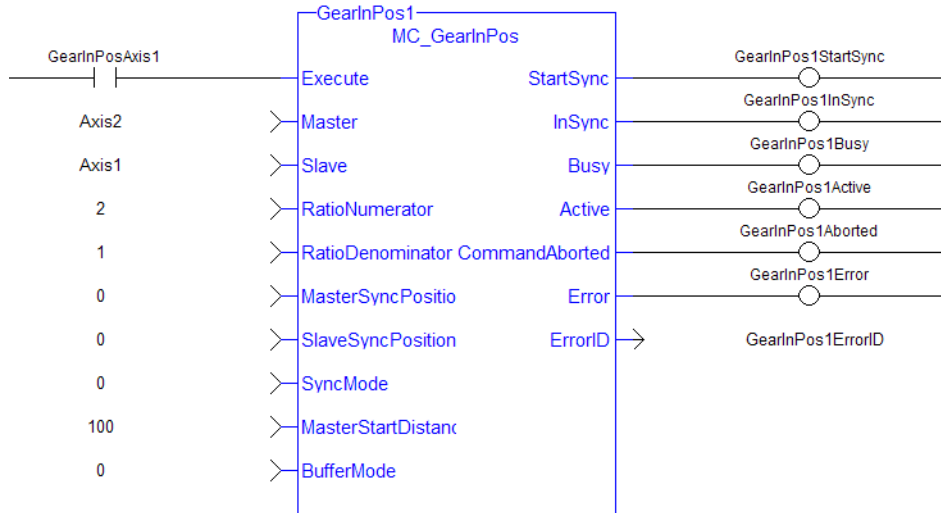 GearInPos1
MC_GearInPos
GearInPosAxis1
Execute
StartSync
GearInPos1StartSync
Axis2
Master
InSync
GearInPos1InSync
Axis1
Slave
Busy
GearInPos1Busy
2
RatioNumerator
Active
GearInPos1Active
1
RatioDenominator
CommandAborted
GearInPos1Aborted
0
MasterSyncPositio
Error
GearInPos1Error
0
SlaveSyncPosition
ErrorID
GearInPos1ErrorID
0
SyncMode
100
MasterStartDistanc
0
BufferMode